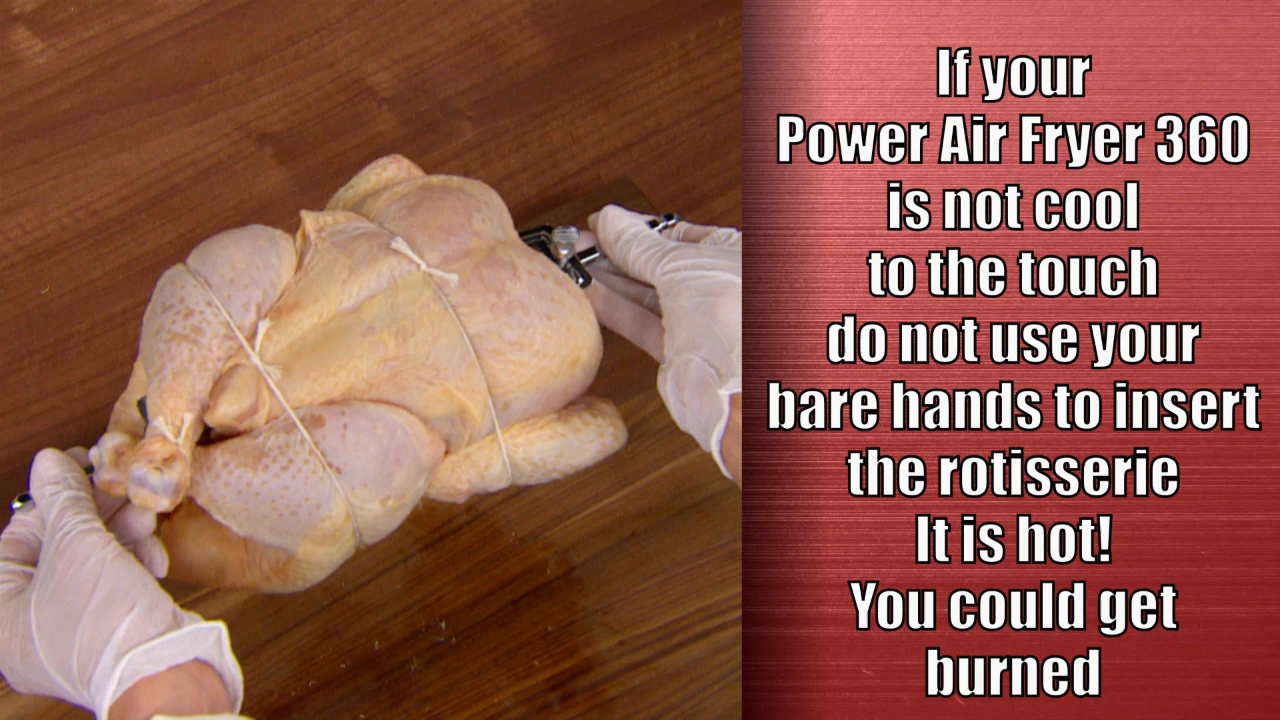 If your
Power Air Fryer 360
is not cool
to the touch
do not use your
bare hands to insert
the rotisserie
It is hot!
You could get
burned